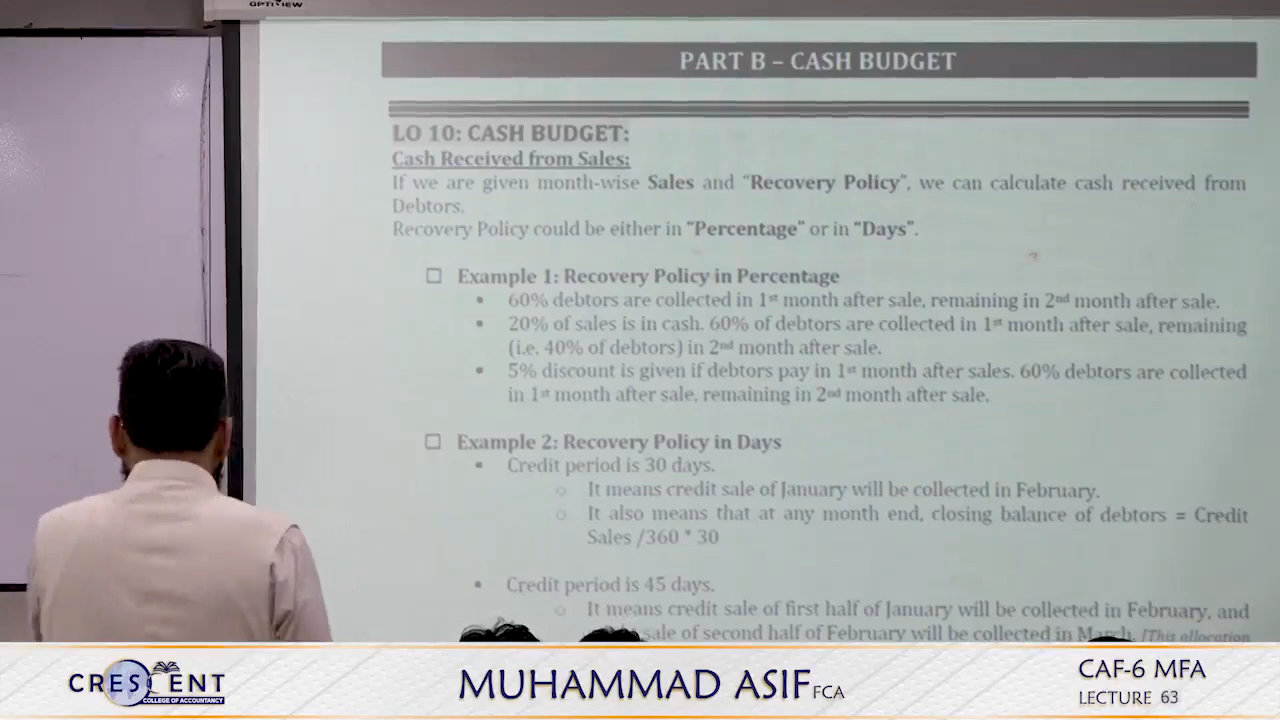 OPTIVIEW
PART B – CASH BUDGET
LO 10: CASH BUDGET:
Cash Received from Sales:
If we are given month-wise Sales and “Recovery Policy”, we can calculate cash received from
Debtors.
Recovery Policy could be either in “Percentage” or in “Days”.
☐ Example 1: Recovery Policy in Percentage
▪ 60% debtors are collected in 1st month after sale, remaining in 2nd month after sale.
▪ 20% of sales is in cash. 60% of debtors are collected in 1st month after sale, remaining
(i.e. 40% of debtors) in 2nd month after sale.
▪ 5% discount is given if debtors pay in 1st month after sales. 60% debtors are collected
in 1st month after sale, remaining in 2nd month after sale.
☐ Example 2: Recovery Policy in Days
▪ Credit period is 30 days.
o It means credit sale of January will be collected in February.
o It also means that at any month end, closing balance of debtors = Credit
Sales /360 * 30
▪ Credit period is 45 days.
o It means credit sale of first half of January will be collected in February, and
sale of second half of February will be collected in March. [This allocation
CRESCENT
COLLEGE OF ACCOUNTANCY
MUHAMMAD ASIF FCA
CAF-6 MFA
LECTURE 63